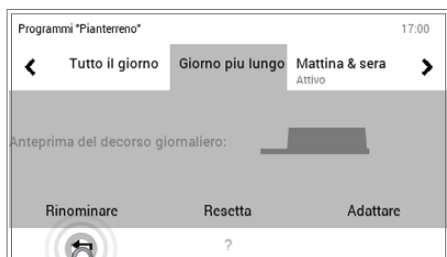 Programmi "Pianterreno" 17:00
Tutto il giorno Giorno piu lungo Mattina & sera
Attivo
Anteprima del decorso giornaliero:
Rinominare Resetta Adattare
?